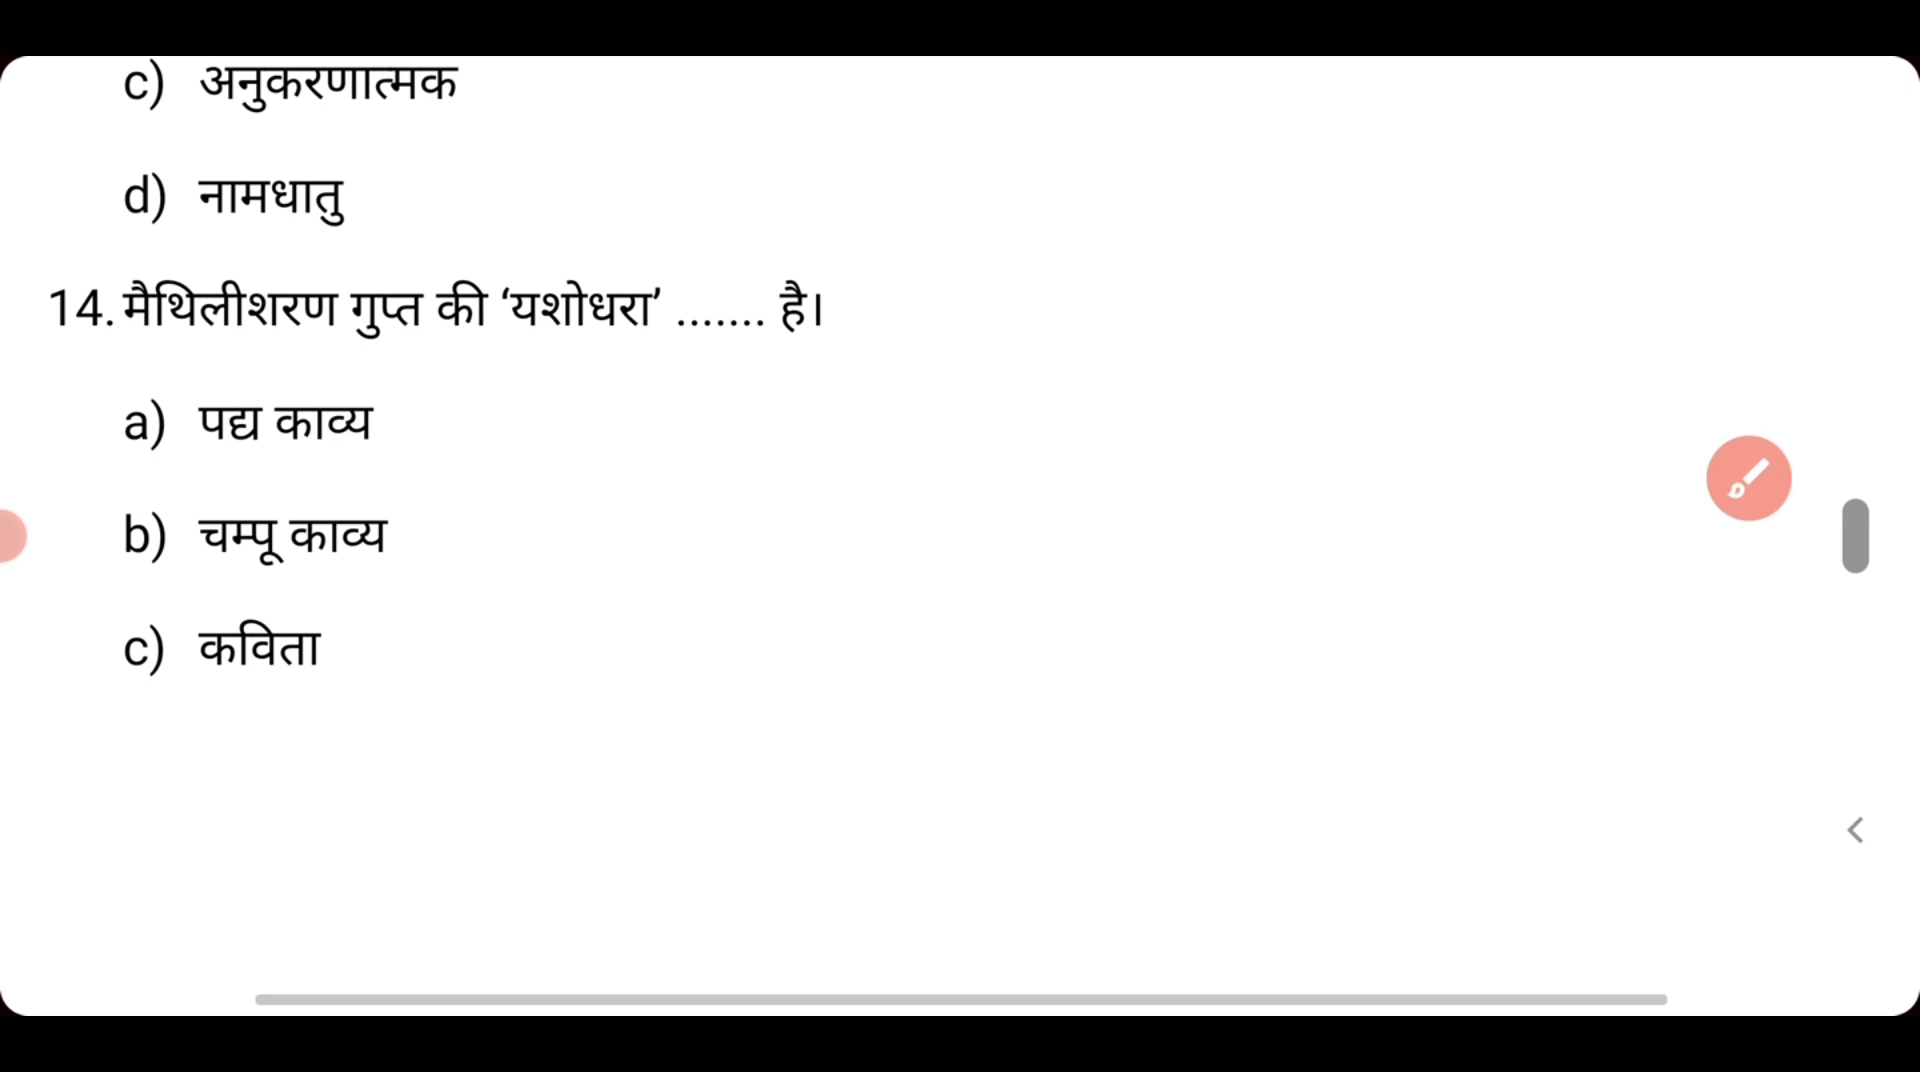 c) अनुकरणात्मक
d) नामधातु
14. मैथिलीशरण गुप्त की ‘यशोधरा’ ....... है।
a) पद्य काव्य
b) चम्पू काव्य
c) कविता